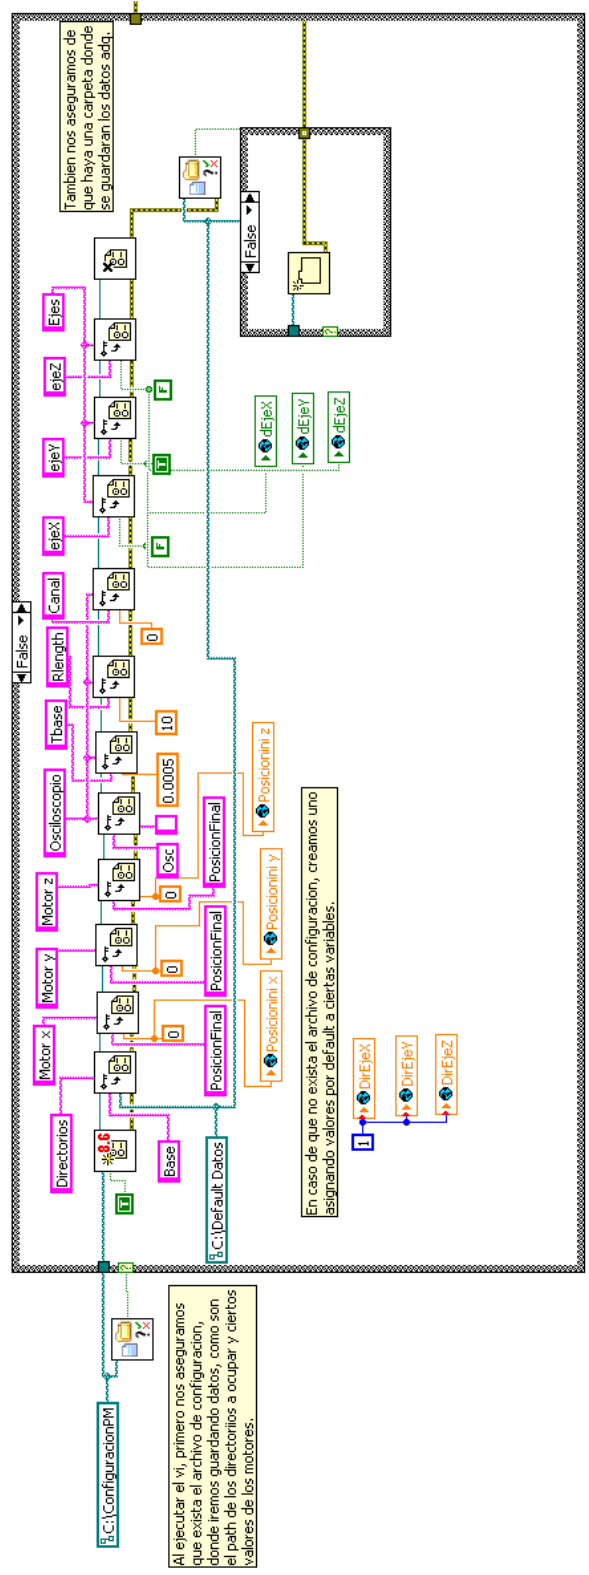 C:\ConfiguracionPM
Al ejecutar el vi, primero nos aseguramos
que exista el archivo de configuracion,
donde iremos guardando datos, como son
el path de los directoriios a ocupar y ciertos
valores de los motores.
False
T
8.6
Directorios
Base
C:\Default Datos
Motor x
PosicionFinal
0
Posicionini x
Motor y
PosicionFinal
0
Posicionini y
Motor z
PosicionFinal
0
Posicionini z
Osciloscopio
Osc
Tbase
0.0005
Rlength
10
Canal
0
ejeX
F
ejeY
T
ejeZ
F
Ejes
dEjeX
dEjeY
dEjeZ
1
DirEjeX
DirEjeY
DirEjeZ
En caso de que no exista el archivo de configuracion, creamos uno
asignando valores por default a ciertas variables.
Tambien nos aseguramos de
que haya una carpeta donde
se guardaran los datos adq.
False